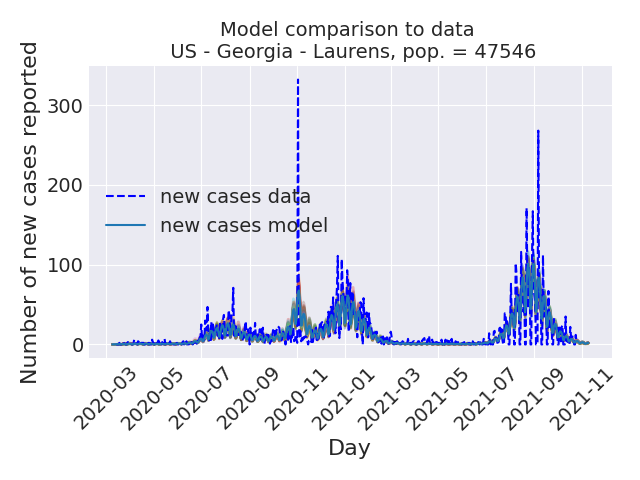 Model comparison to data
US - Georgia - Laurens, pop. = 47546
Number of new cases reported
300
200
100
0
new cases data
new cases model
2020-03
2020-05
2020-07
2020-09
2020-11
2021-01
2021-03
2021-05
2021-07
2021-09
2021-11
Day